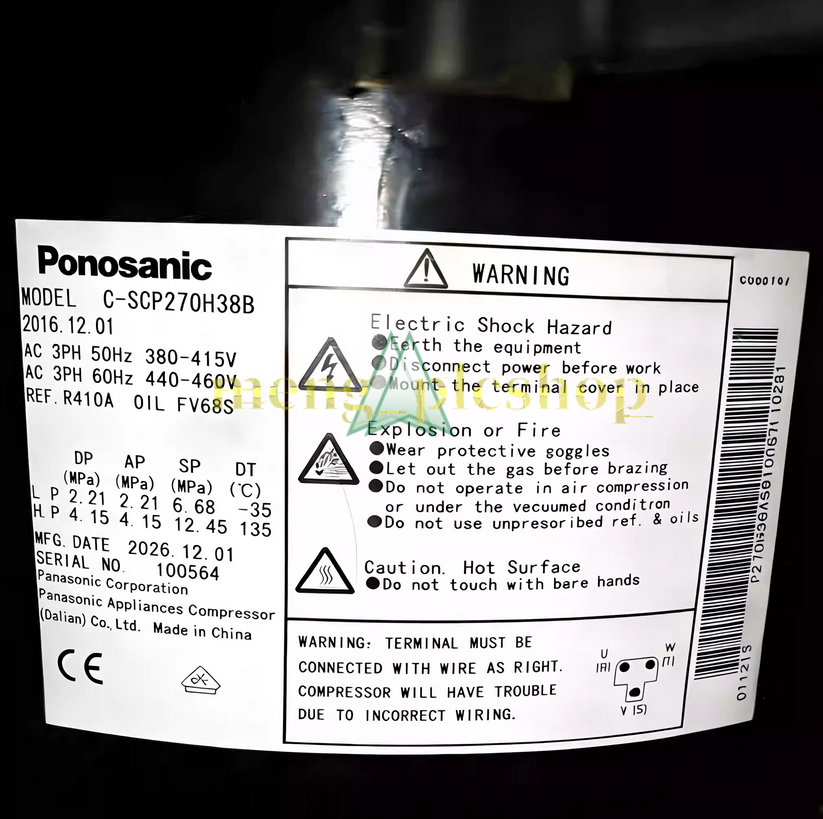 Ponosanic
MODEL C-SCP270H38B
2016.12.01
AC 3PH 50Hz 380-415V
AC 3PH 60Hz 440-460V
REF. R410A OIL FV68S
DP AP SP DT
(MPa) (MPa) (MPa) (℃)
L P 2.21 2.21 6.68 -35
H.P 4.15 4.15 12.45 135
MFG. DATE 2026.12.01
SERIAL NO. 100564
Panasonic Corporation
Panasonic Appliances Compressor
(Dalian) Co., Ltd. Made in China
CE
WARNING
Electric Shock Hazard
●Eerth the equipment
●Disconnect power before work
●Mount the terminal cover in place
meng plcshop
Explosion or Fire
●Wear protective goggles
●Let out the gas before brazing
●Do not operate in air compression
or under the vecuumed conditron
●Do not use unpresoribed ref. & oils
Caution. Hot Surface
●Do not touch with bare hands
WARNING: TERMINAL MUST BE
CONNECTED WITH WIRE AS RIGHT.
COMPRESSOR WILL HAVE TROUBLE
DUE TO INCORRECT WIRING.
U
W
V (S)
01121S